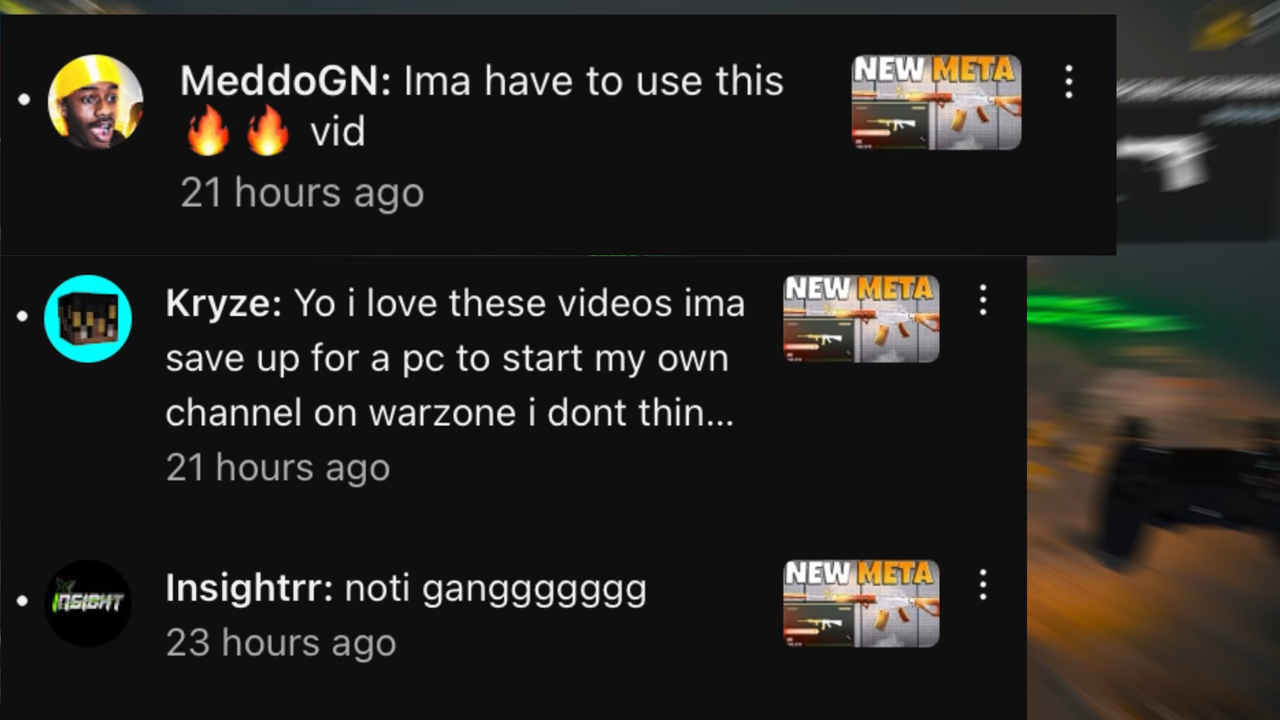 MeddoGN: Ima have to use this
🔥🔥 vid
21 hours ago
NEW META
Kryze: Yo i love these videos ima
save up for a pc to start my own
channel on warzone i dont thin...
21 hours ago
NEW META
INSIGHT
Insightrr: noti ganggggggg
23 hours ago
NEW META